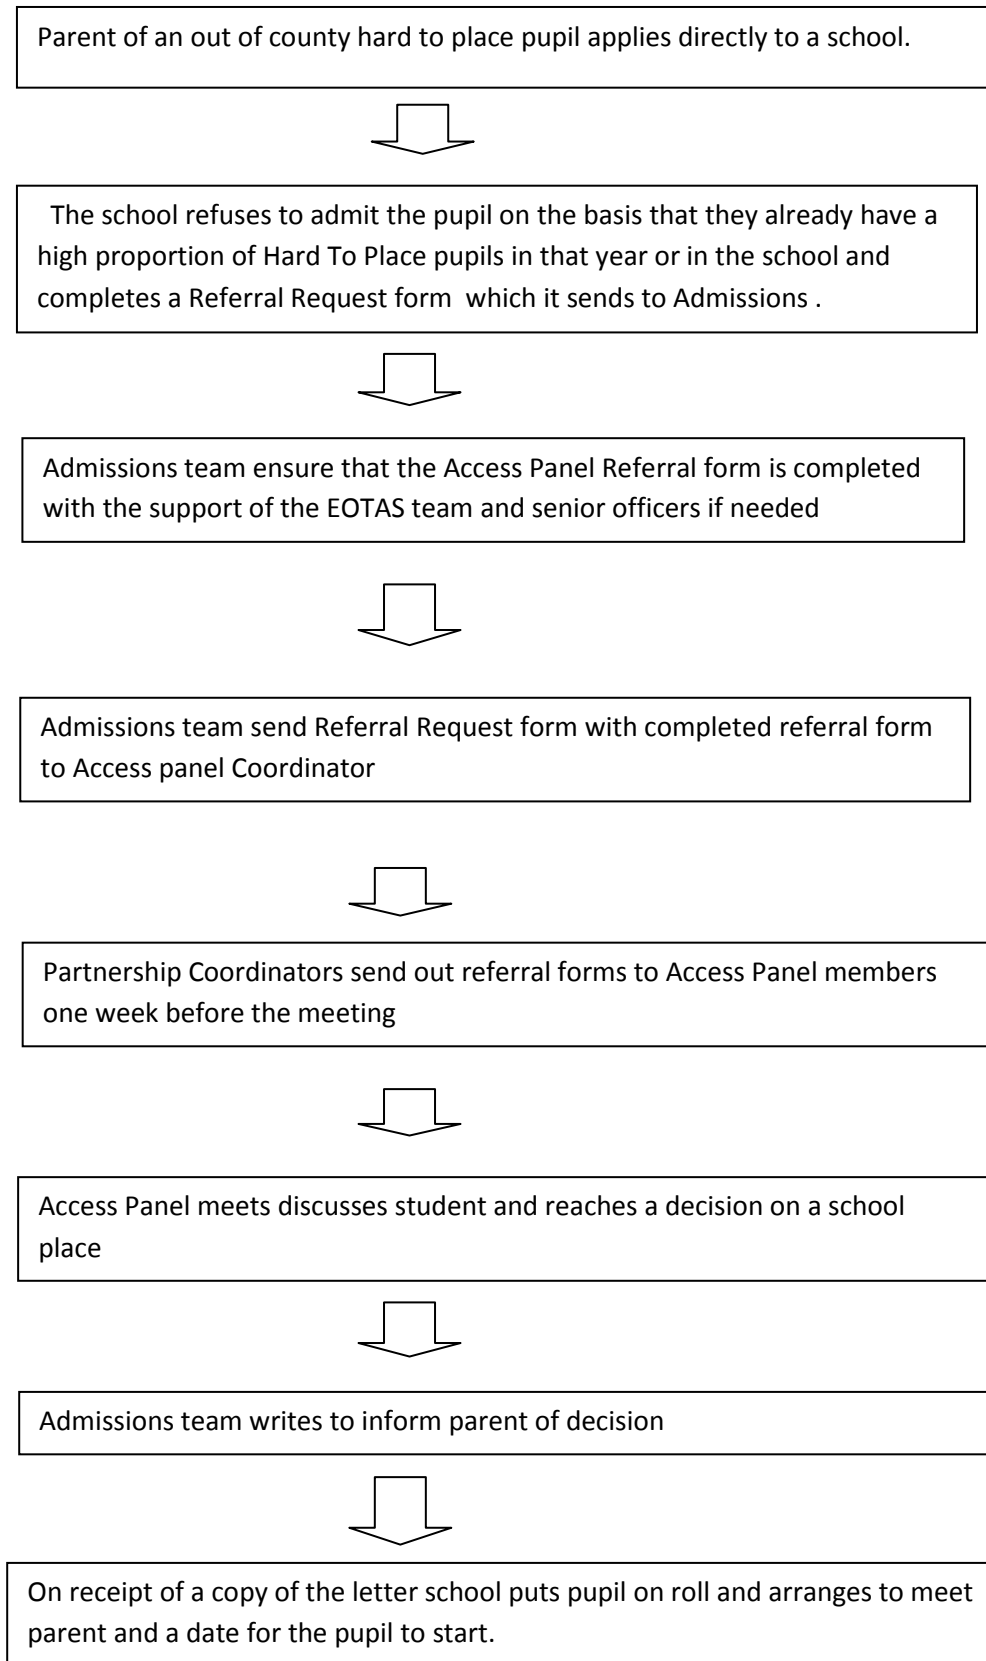 Parent of an out of county hard to place pupil applies directly to a school.
The school refuses to admit the pupil on the basis that they already have a
high proportion of Hard To Place pupils in that year or in the school and
completes a Referral Request form  which it sends to Admissions .
Admissions team ensure that the Access Panel Referral form is completed
with the support of the EOTAS team and senior officers if needed
Admissions team send Referral Request form with completed referral form
to Access panel Coordinator
Partnership Coordinators send out referral forms to Access Panel members
one week before the meeting
Access Panel meets discusses student and reaches a decision on a school
place
Admissions team writes to inform parent of decision
On receipt of a copy of the letter school puts pupil on roll and arranges to meet
parent and a date for the pupil to start.